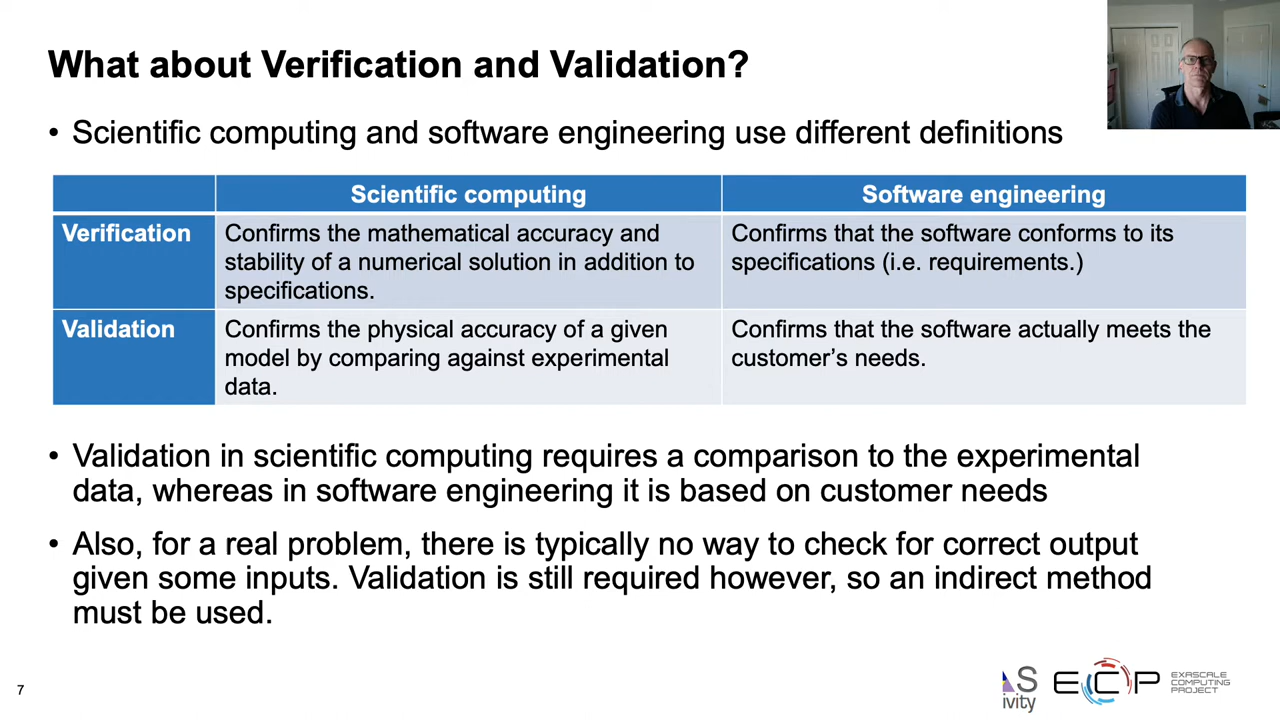 What about Verification and Validation?
• Scientific computing and software engineering use different definitions
Scientific computing
Software engineering
Verification
Confirms the mathematical accuracy and
stability of a numerical solution in addition to
specifications.
Confirms that the software conforms to its
specifications (i.e. requirements.)
Validation
Confirms the physical accuracy of a given
model by comparing against experimental
data.
Confirms that the software actually meets the
customer's needs.
• Validation in scientific computing requires a comparison to the experimental
data, whereas in software engineering it is based on customer needs
• Also, for a real problem, there is typically no way to check for correct output
given some inputs. Validation is still required however, so an indirect method
must be used.
7
S
ivity
ECP
EXASCALE
COMPUTING
PROJECT